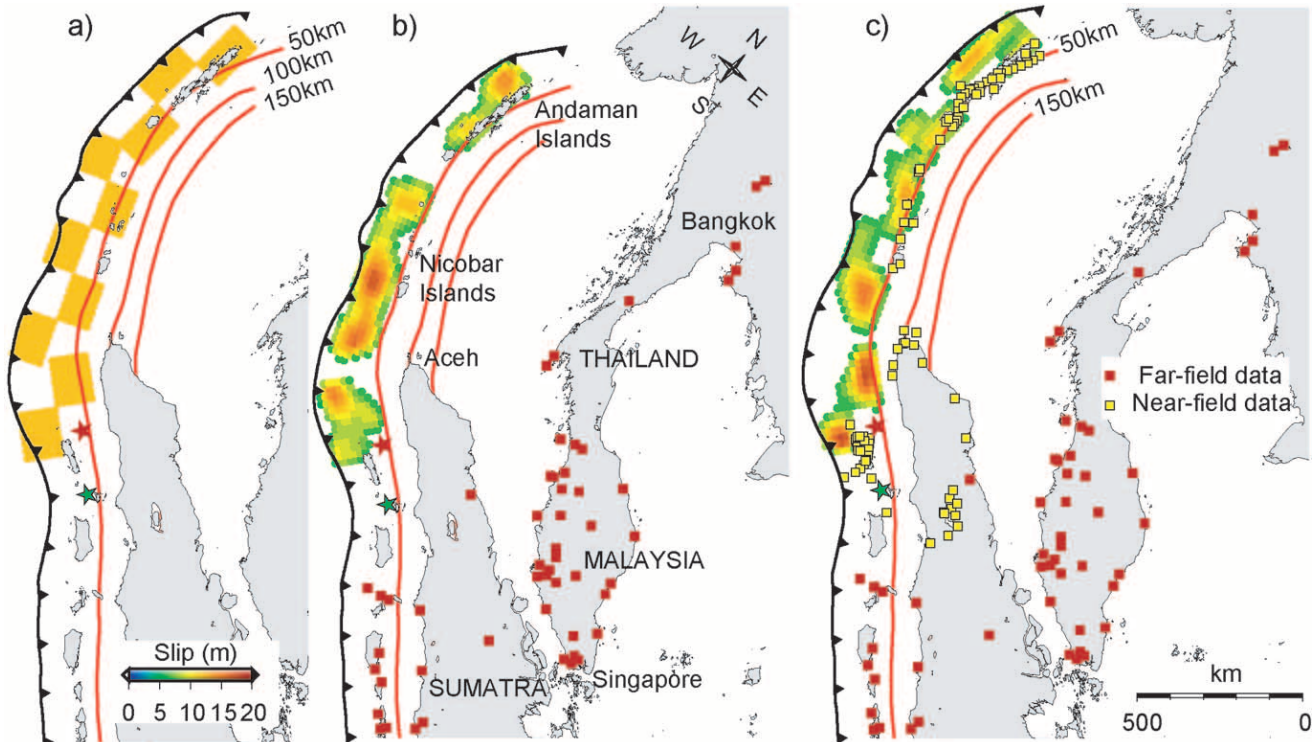 a)
50km
100km
150km
Slip (m)
0 5 10 15 20
b)
W N
S E
Andaman
Islands
Bangkok
Nicobar
Islands
Aceh
THAILAND
MALAYSIA
SUMATRA
Singapore
c)
50km
150km
Far-field data
Near-field data
km
500 0